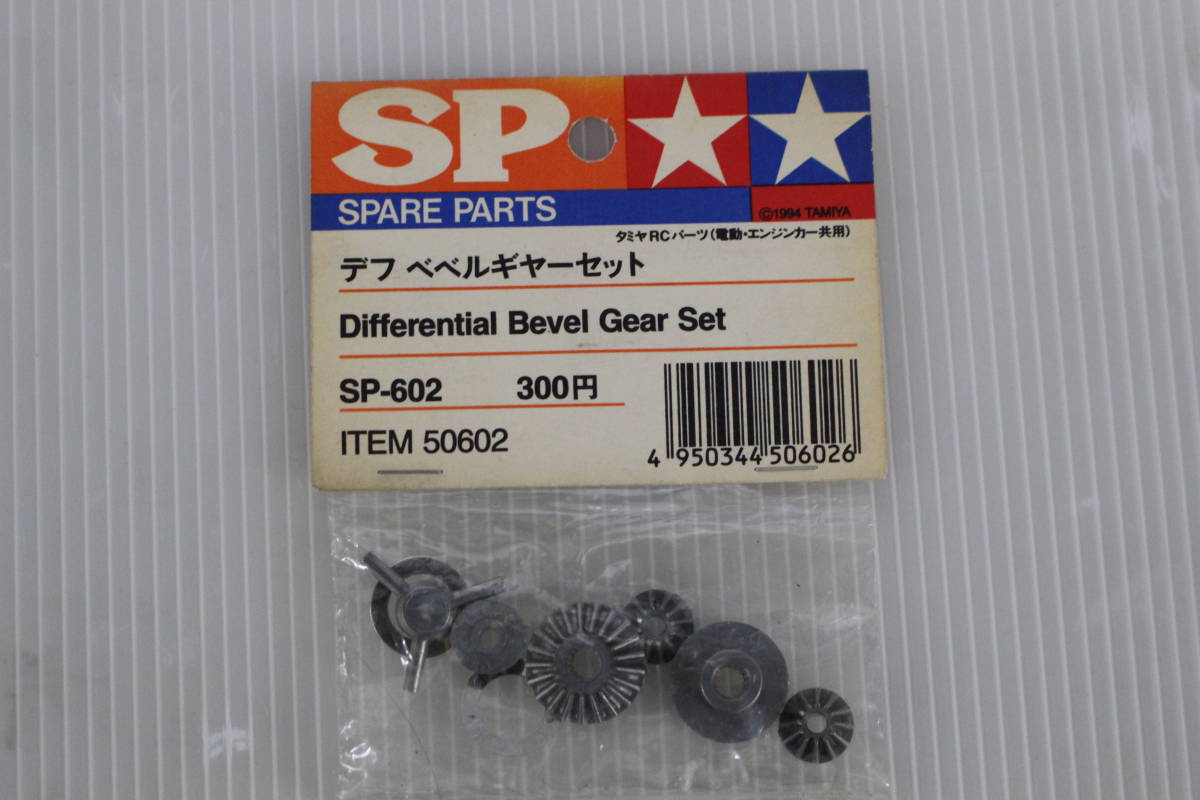 SP
SPARE PARTS
©1994 TAMIYA
タミヤRCパーツ(電動・エンジンカー共用)
デフ ベベルギヤーセット
Differential Bevel Gear Set
SP-602 300円
ITEM 50602
4 950344 506026